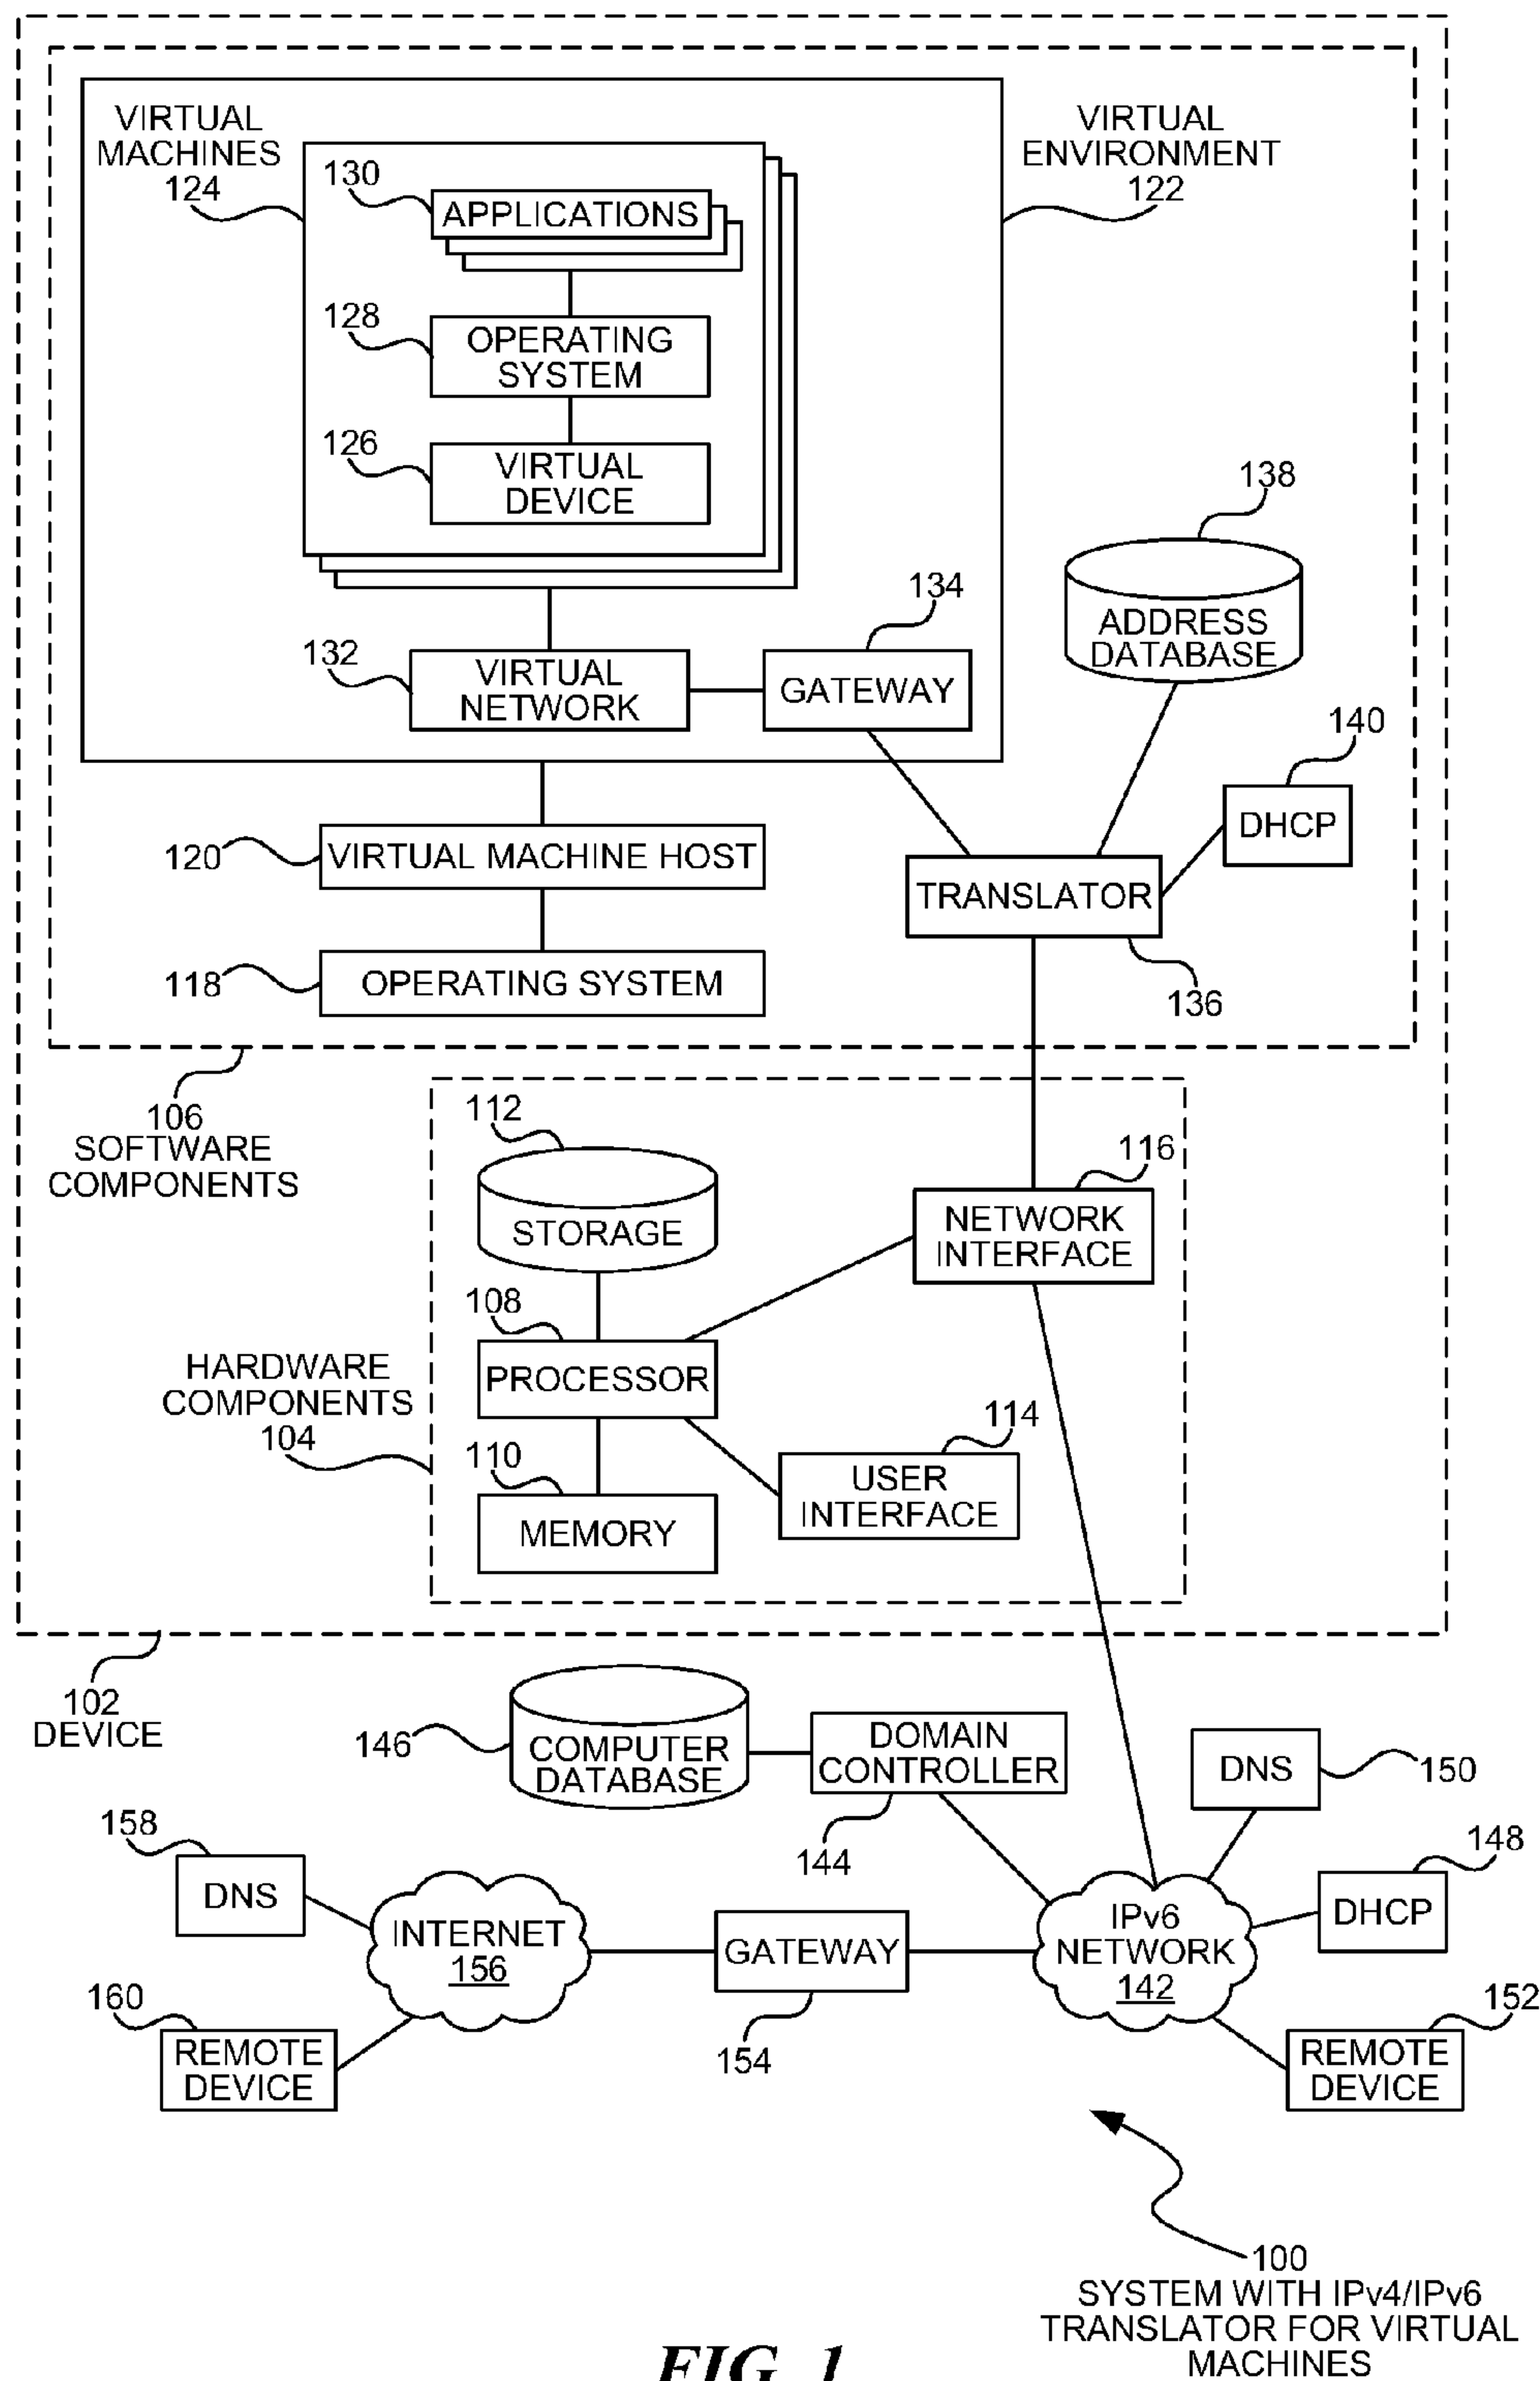 VIRTUAL
MACHINES
124
130
APPLICATIONS
VIRTUAL
ENVIRONMENT
122
128
OPERATING
SYSTEM
126
VIRTUAL
DEVICE
138
ADDRESS
DATABASE
134
132
VIRTUAL
NETWORK
GATEWAY
140
DHCP
120
VIRTUAL MACHINE HOST
TRANSLATOR
136
118
OPERATING SYSTEM
106
SOFTWARE
COMPONENTS
112
STORAGE
116
NETWORK
INTERFACE
108
PROCESSOR
HARDWARE
COMPONENTS
104
114
USER
INTERFACE
110
MEMORY
102
DEVICE
146
COMPUTER
DATABASE
DOMAIN
CONTROLLER
144
DNS
150
158
DNS
148
DHCP
INTERNET
156
GATEWAY
154
IPv6
NETWORK
142
160
REMOTE
DEVICE
152
REMOTE
DEVICE
100
SYSTEM WITH IPv4/IPv6
TRANSLATOR FOR VIRTUAL
MACHINES
FIG. 1